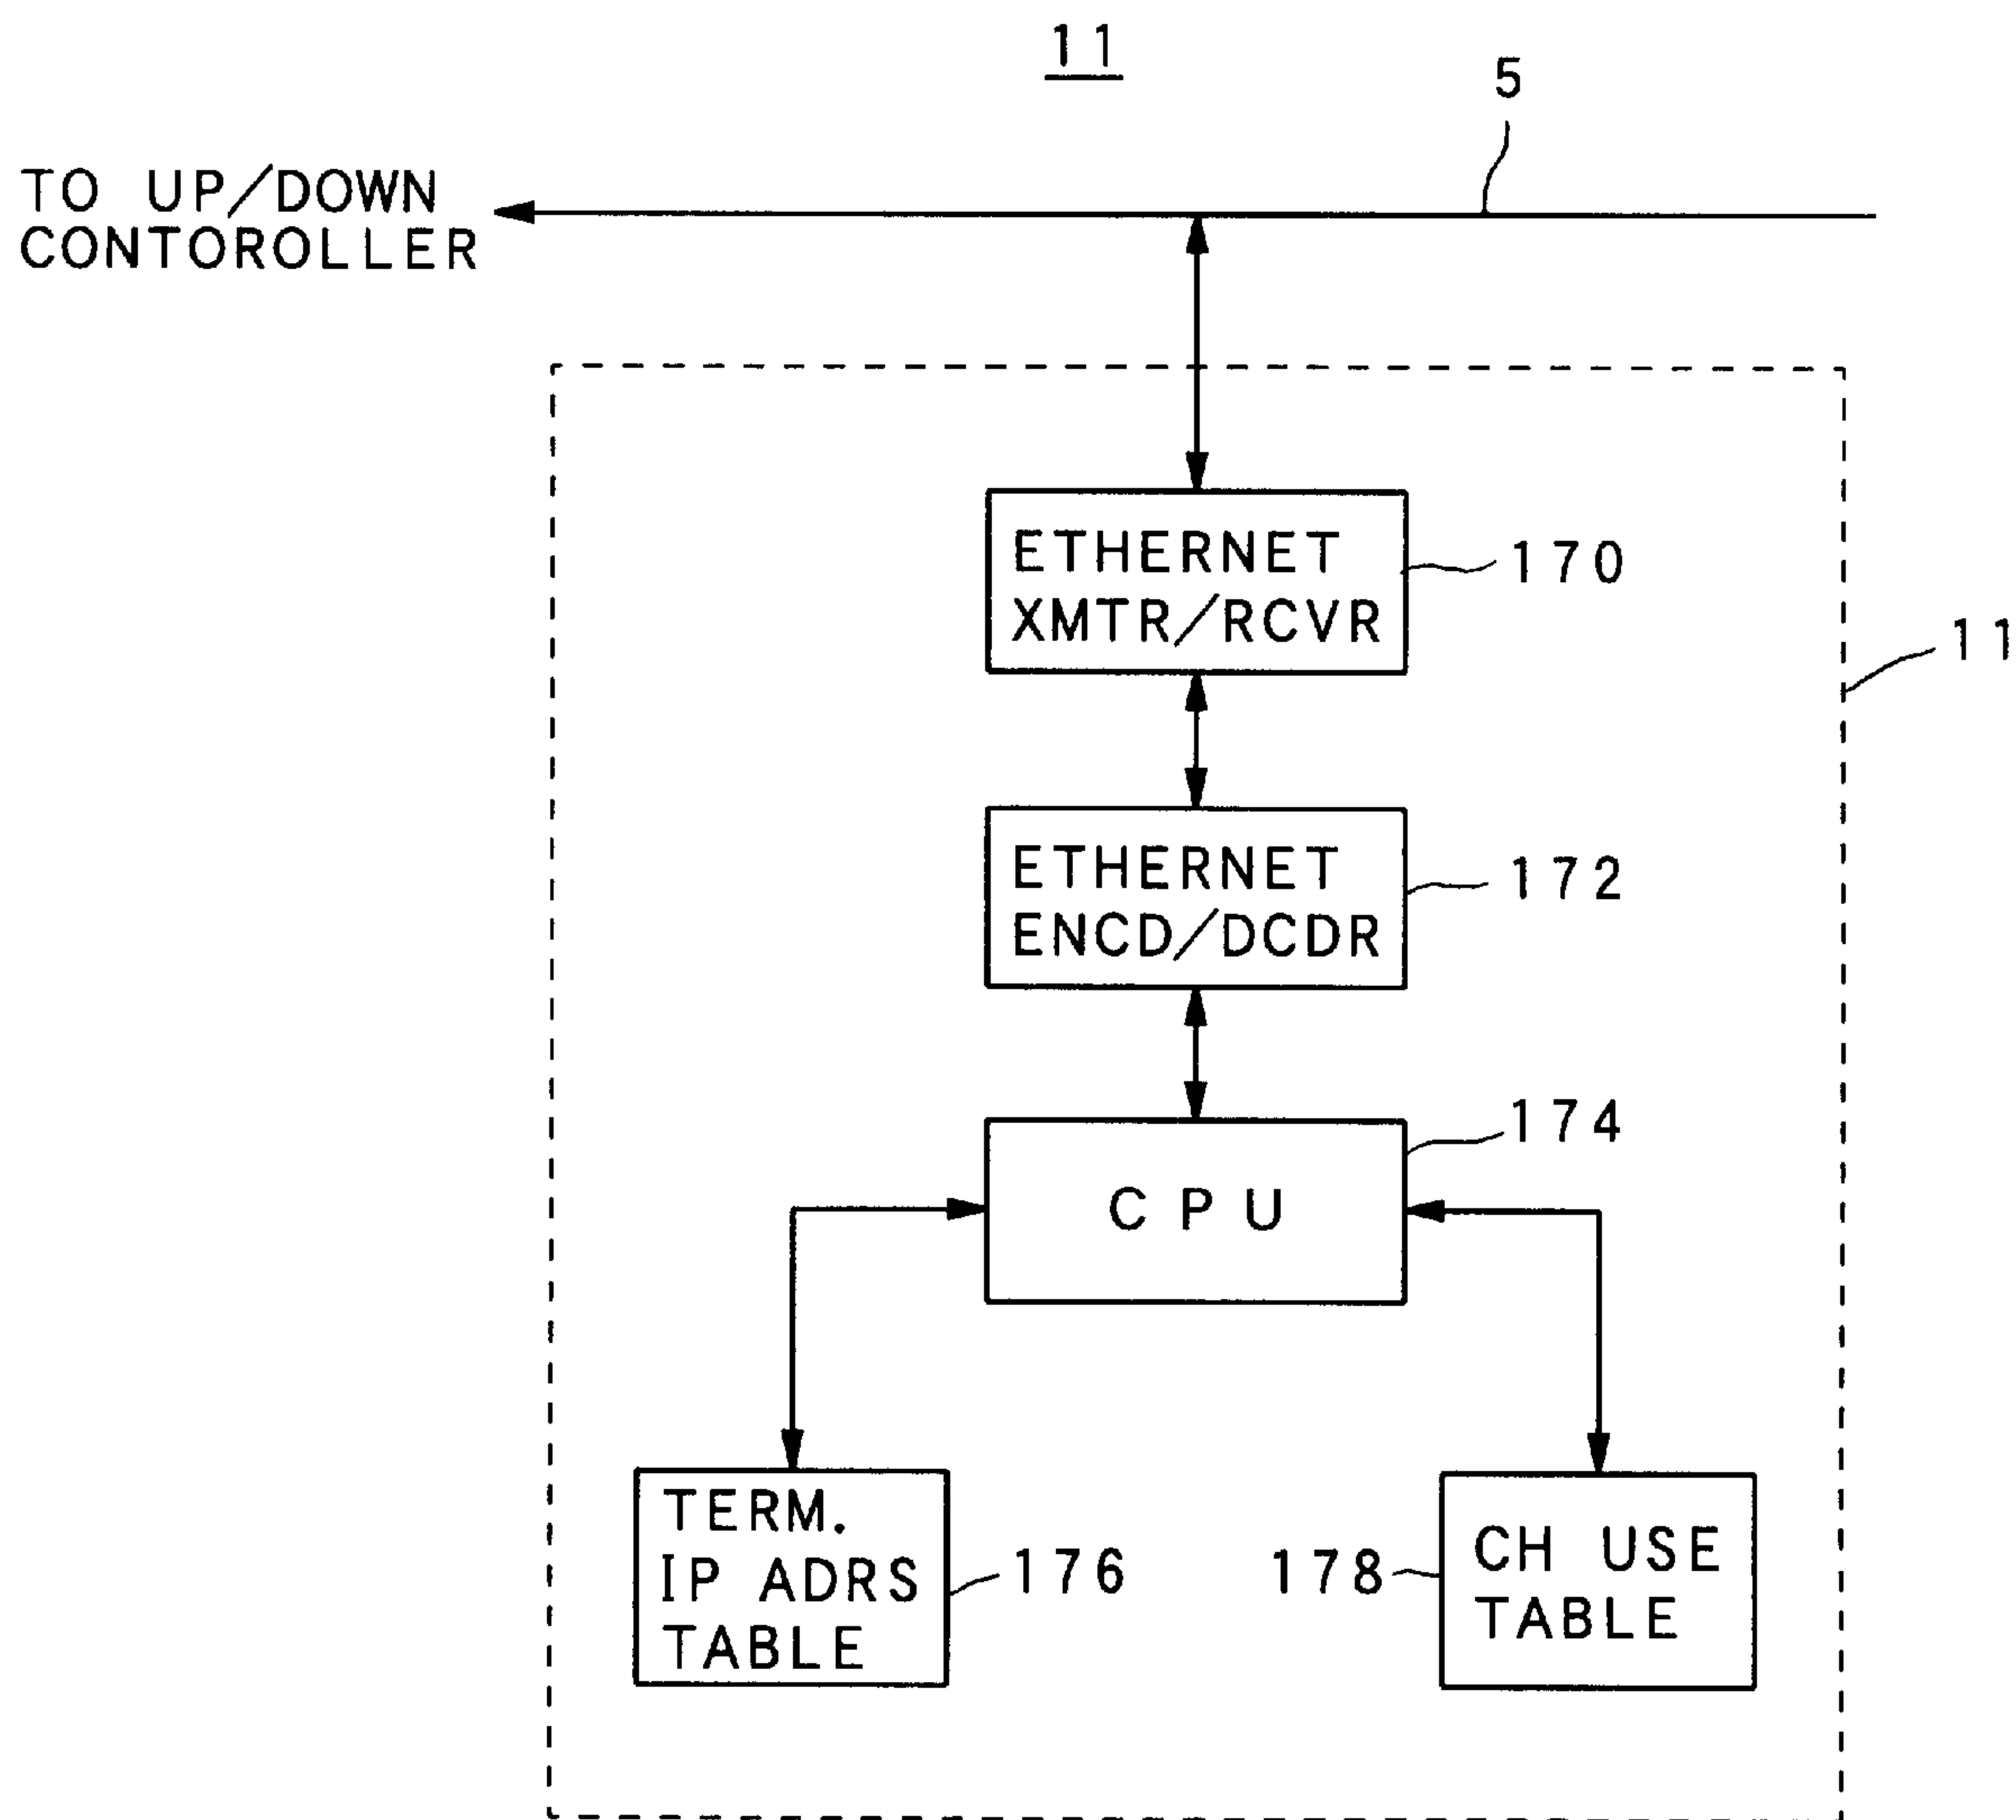 11
5
TO UP/DOWN
CONTOROLLER
ETHERNET
XMTR/RCVR
170
11
ETHERNET
ENCD/DCDR
172
174
CPU
TERM.
IP ADRS
TABLE
176
178
CH USE
TABLE